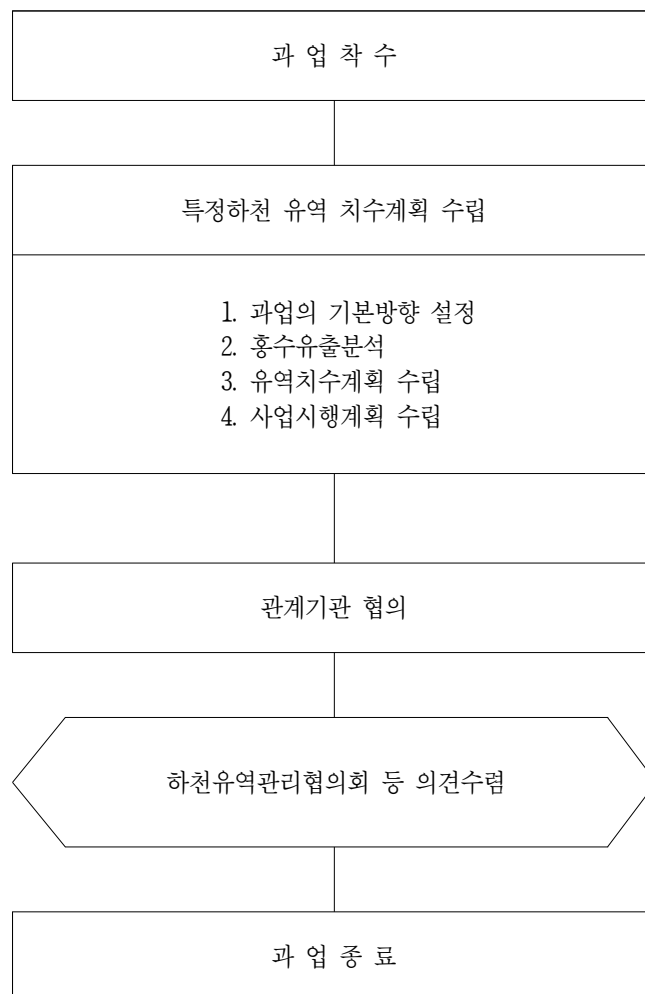 과 업 착 수
특정하천 유역 치수계획 수립
1. 과업의 기본방향 설정
2. 홍수유출분석
3. 유역치수계획 수립
4. 사업시행계획 수립
관계기관 협의
하천유역관리협의회 등 의견수렴
과 업 종 료